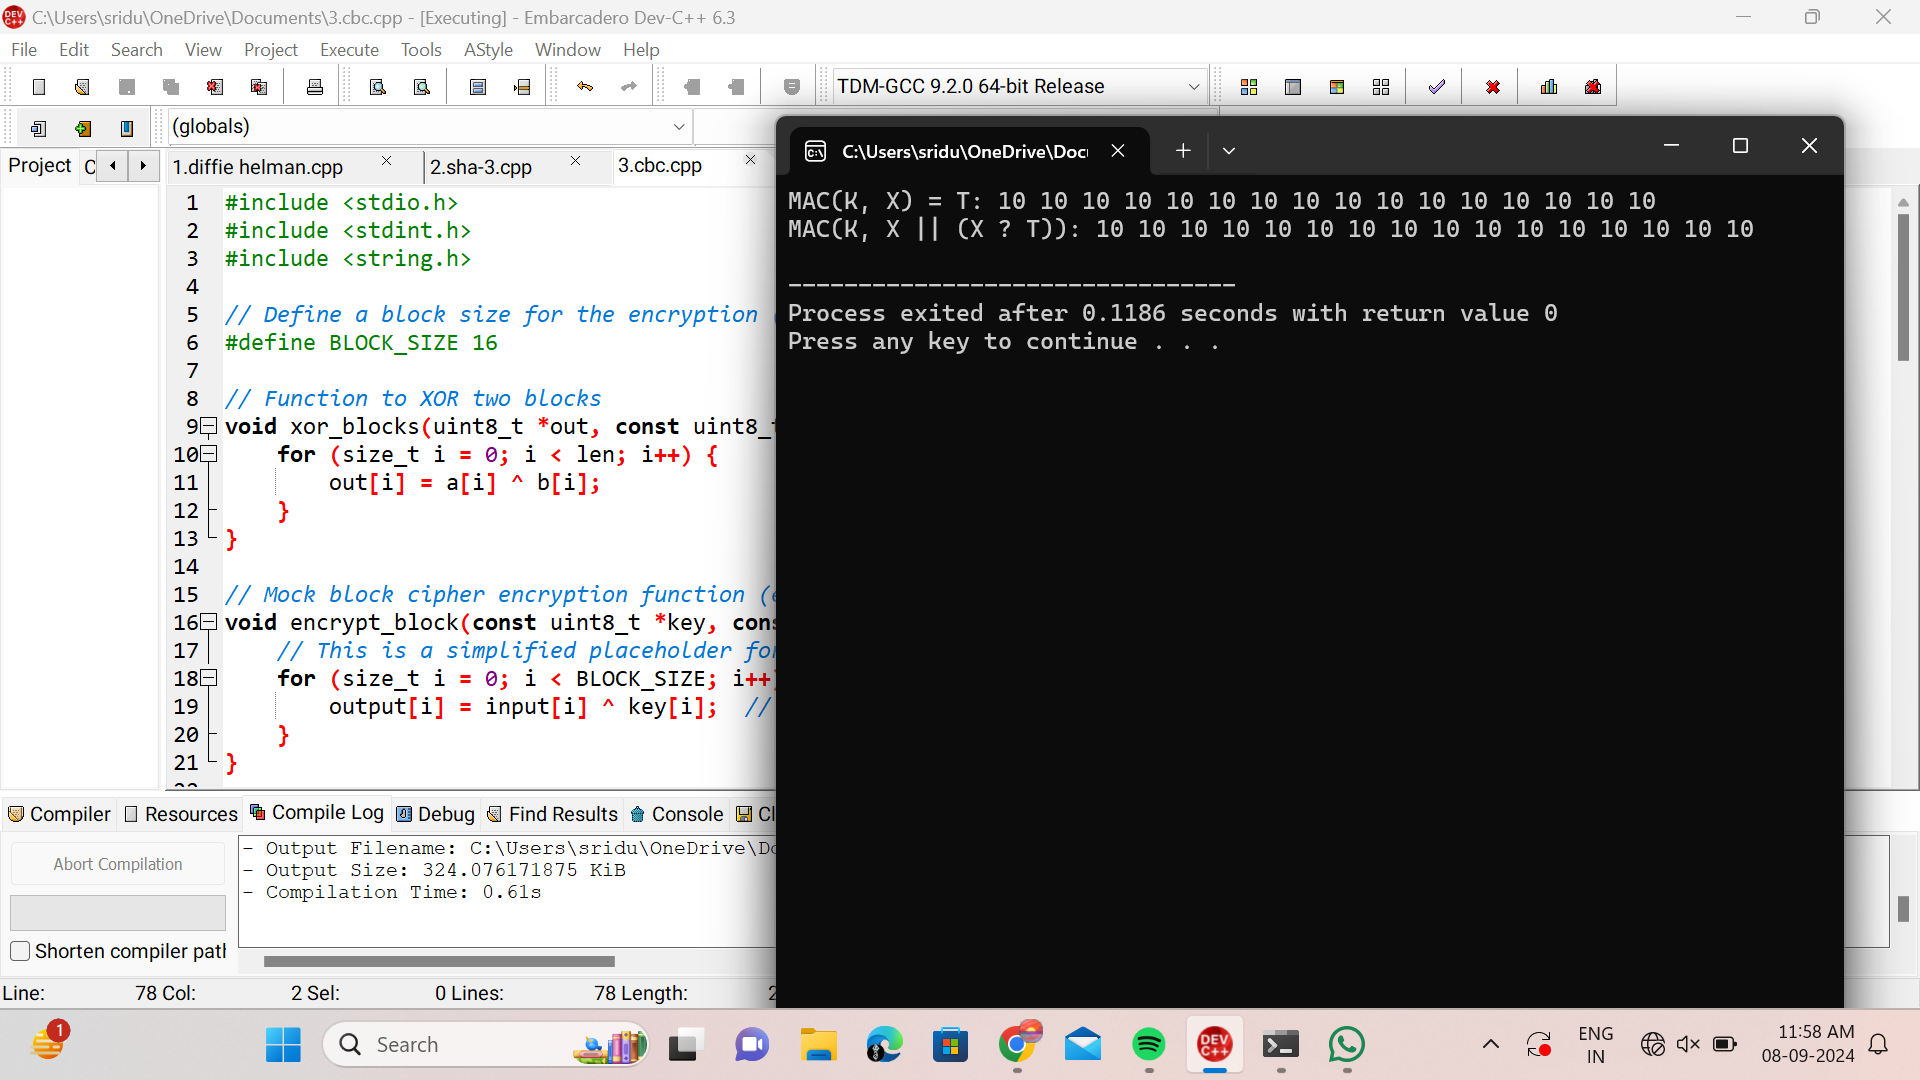 C:\Users\sridu\OneDrive\Documents\3.cbc.cpp - [Executing] - Embarcadero Dev-C++ 6.3
File Edit Search View Project Execute Tools AStyle Window Help
TDM-GCC 9.2.0 64-bit Release
(globals)
Project C 1.diffie helman.cpp 2.sha-3.cpp 3.cbc.cpp
1 #include <stdio.h>
2 #include <stdint.h>
3 #include <string.h>
4
5 // Define a block size for the encryption
6 #define BLOCK_SIZE 16
7
8 // Function to XOR two blocks
9 void xor_blocks(uint8_t *out, const uint8_t
10 for (size_t i = 0; i < len; i++) {
11 out[i] = a[i] ^ b[i];
12 }
13 }
14
15 // Mock block cipher encryption function (
16 void encrypt_block(const uint8_t *key, cons
17 // This is a simplified placeholder for
18 for (size_t i = 0; i < BLOCK_SIZE; i++)
19 output[i] = input[i] ^ key[i]; //
20 }
21 }
C:\Users\sridu\OneDrive\Doc
MAC(K, X) = T: 10 10 10 10 10 10 10 10 10 10 10 10 10 10 10 10
MAC(K, X || (X ? T)): 10 10 10 10 10 10 10 10 10 10 10 10 10 10 10 10
--------------------------------
Process exited after 0.1186 seconds with return value 0
Press any key to continue . . .
Compiler Resources Compile Log Debug Find Results Console Cl
Abort Compilation
Shorten compiler path
- Output Filename: C:\Users\sridu\OneDrive\Do
- Output Size: 324.076171875 KiB
- Compilation Time: 0.61s
Line: 78 Col: 2 Sel: 0 Lines: 78 Length: 2
1
Search
DEV C++
ENG
IN
11:58 AM
08-09-2024